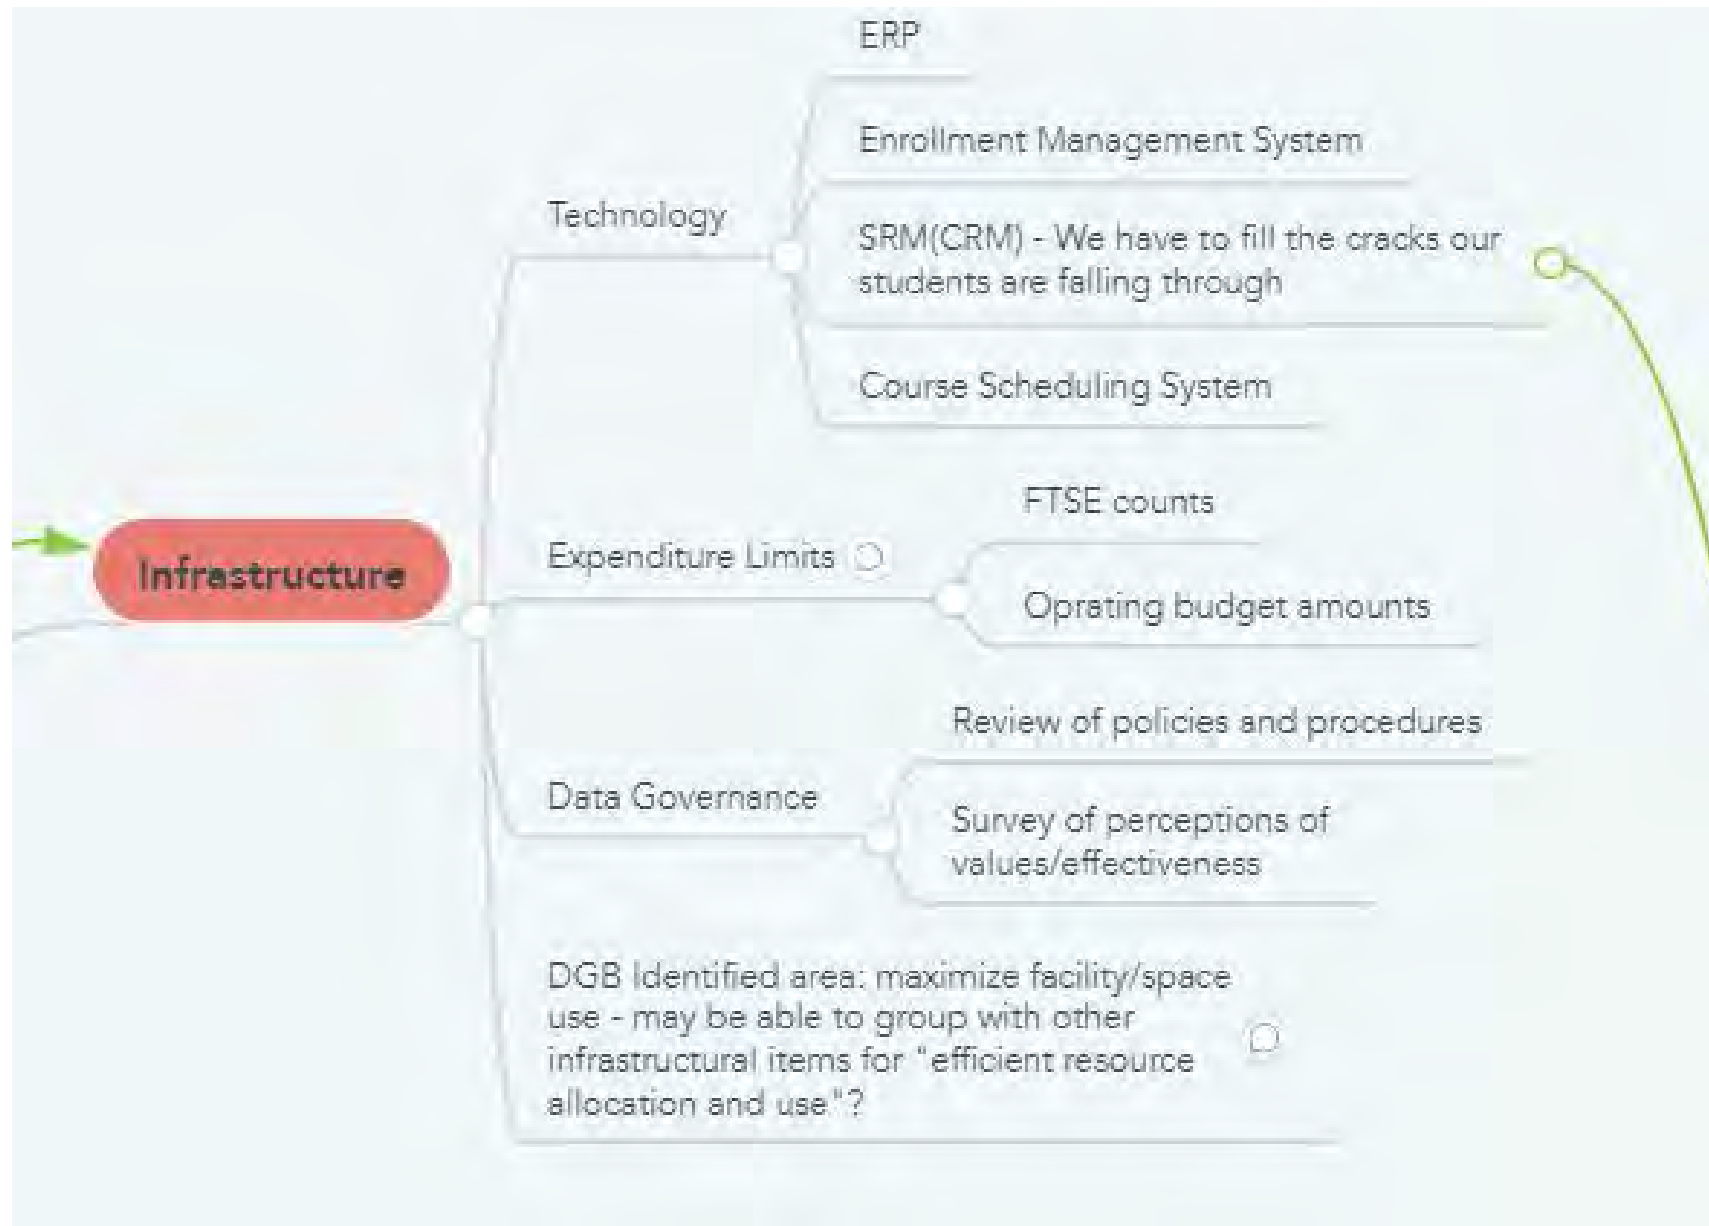 ERP
Enrollment Management System
Technology
SRM(CRM) - We have to fill the cracks our
students are falling through
Course Scheduling System
Infrastructure
Expenditure Limits
FTSE counts
Oprating budget amounts
Data Governance
Review of policies and procedures
Survey of perceptions of
values/effectiveness
DGB Identified area: maximize facility/space
use - may be able to group with other
infrastructural items for "efficient resource
allocation and use"?